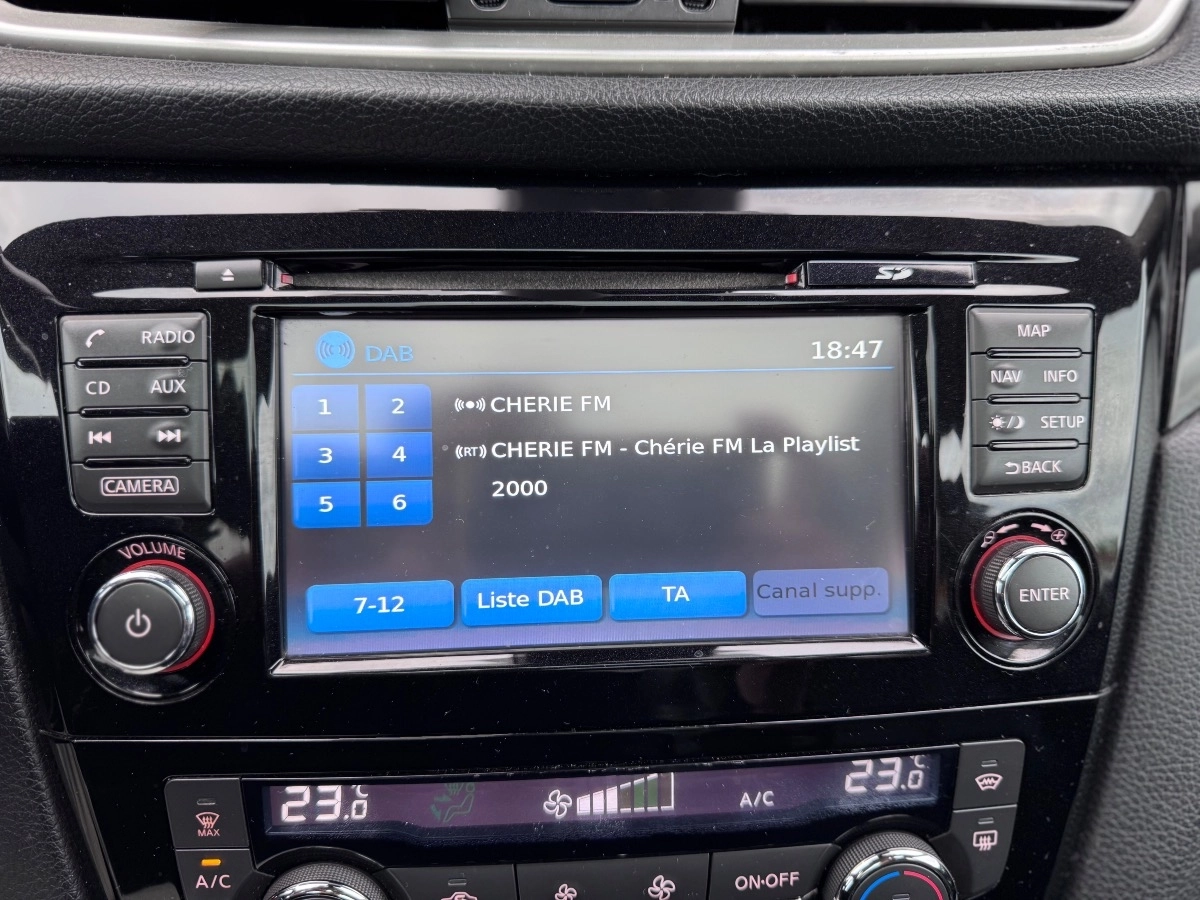 SD
RADIO
CD AUX
CAMERA
VOLUME
DAB
18:47
1 2
3 4
5 6
CHERIE FM
(RT) CHERIE FM - Chérie FM La Playlist
2000
7-12
Liste DAB
TA
Canal supp.
MAP
NAV INFO
SETUP
BACK
ENTER
23.0 °C
A/C
23.0 °C
MAX
A/C
ON·OFF